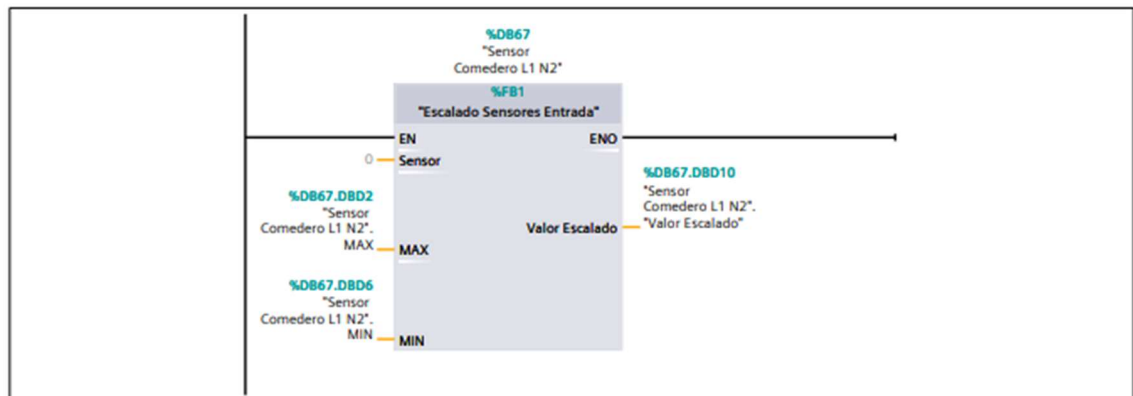 %DB67
"Sensor
Comedero L1 N2"
%FB1
"Escalado Sensores Entrada"
EN
ENO
0
Sensor
%DB67.DBD2
"Sensor
Comedero L1 N2".
MAX
MAX
%DB67.DBD10
"Sensor
Comedero L1 N2".
"Valor Escalado"
Valor Escalado
%DB67.DBD6
"Sensor
Comedero L1 N2".
MIN
MIN